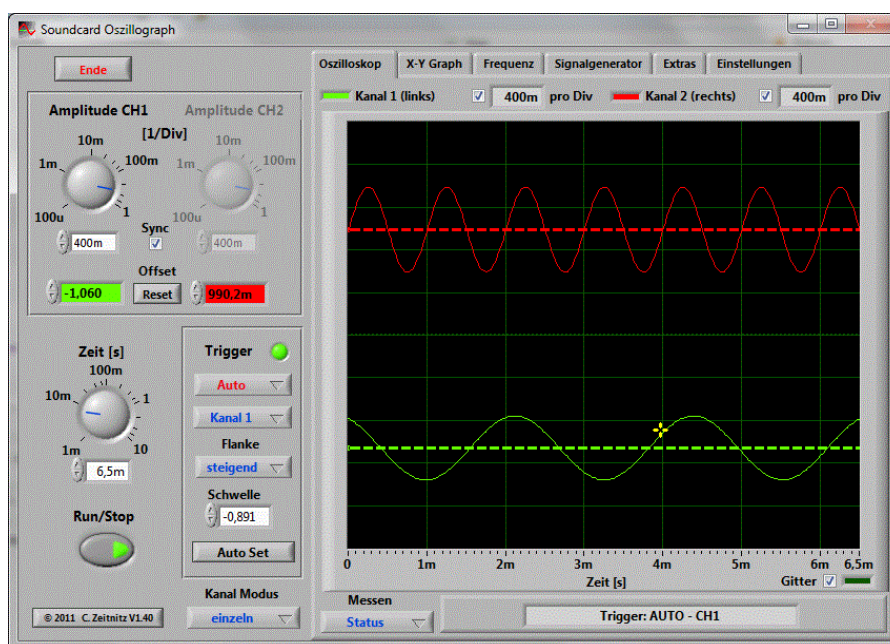 Soundcard Oszillograph
Ende
Oszilloskop X-Y Graph Frequenz Signalgenerator Extras Einstellungen
Kanal 1 (links) 400m pro Div Kanal 2 (rechts) 400m pro Div
Amplitude CH1 Amplitude CH2
[1/Div]
10m 10m
1m 100m 1m 100m
100u 1 100u 1
Sync
400m 400m
Offset
-1,060 Reset 990,2m
Zeit [s]
100m
10m 1
1m 10
6,5m
Run/Stop
Trigger
Auto
Kanal 1
Flanke
steigend
Schwelle
-0,891
Auto Set
0 1m 2m 3m 4m 5m 6m 6,5m
Zeit [s]
Gitter
Kanal Modus
einzeln
© 2011 C. Zeitnitz V1.40
Messen
Status
Trigger: AUTO - CH1